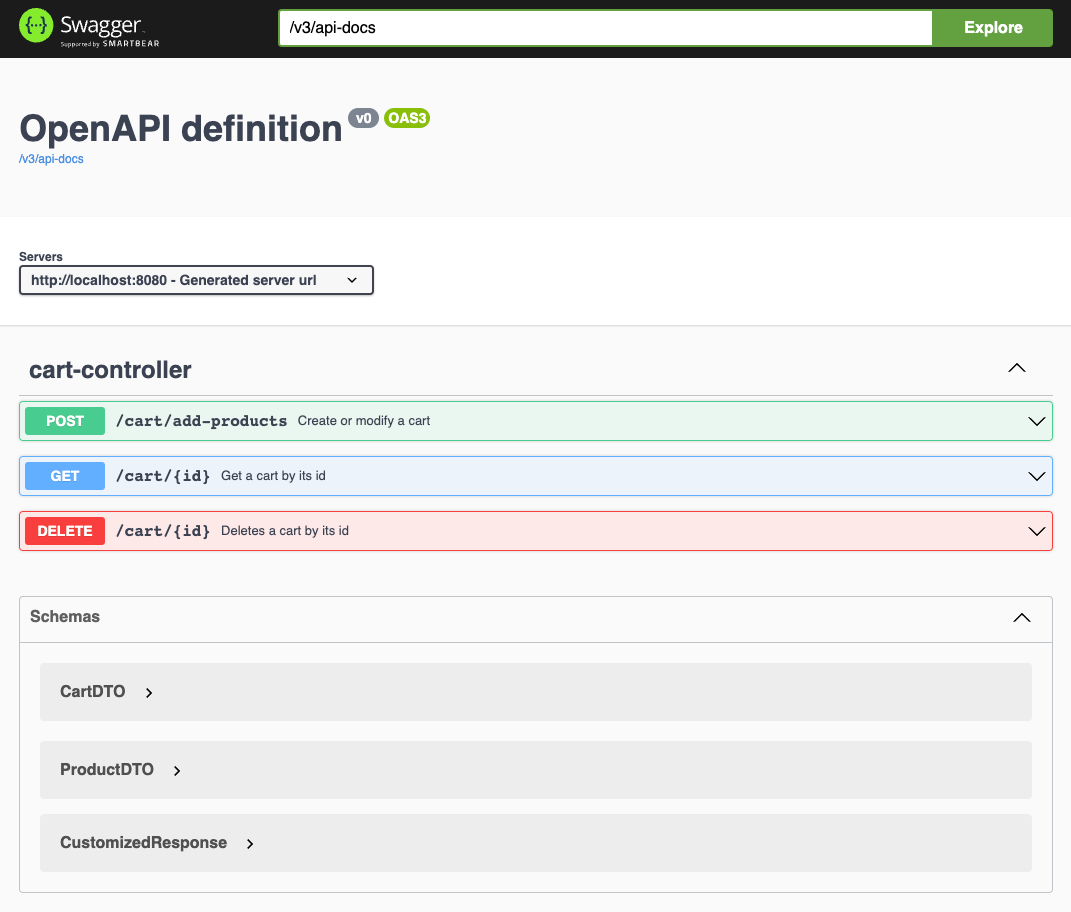 {···} Swagger.
Supported by SMARTBEAR
/v3/api-docs
Explore
OpenAPI definition v0 OAS3
/v3/api-docs
Servers
http://localhost:8080 - Generated server url
cart-controller
POST /cart/add-products Create or modify a cart
GET /cart/{id} Get a cart by its id
DELETE /cart/{id} Deletes a cart by its id
Schemas
CartDTO
ProductDTO
CustomizedResponse